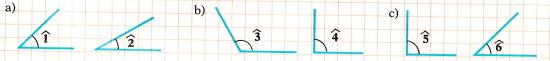 a) 1̂ 2̂ b) 3̂ 4̂ c) 5̂ 6̂